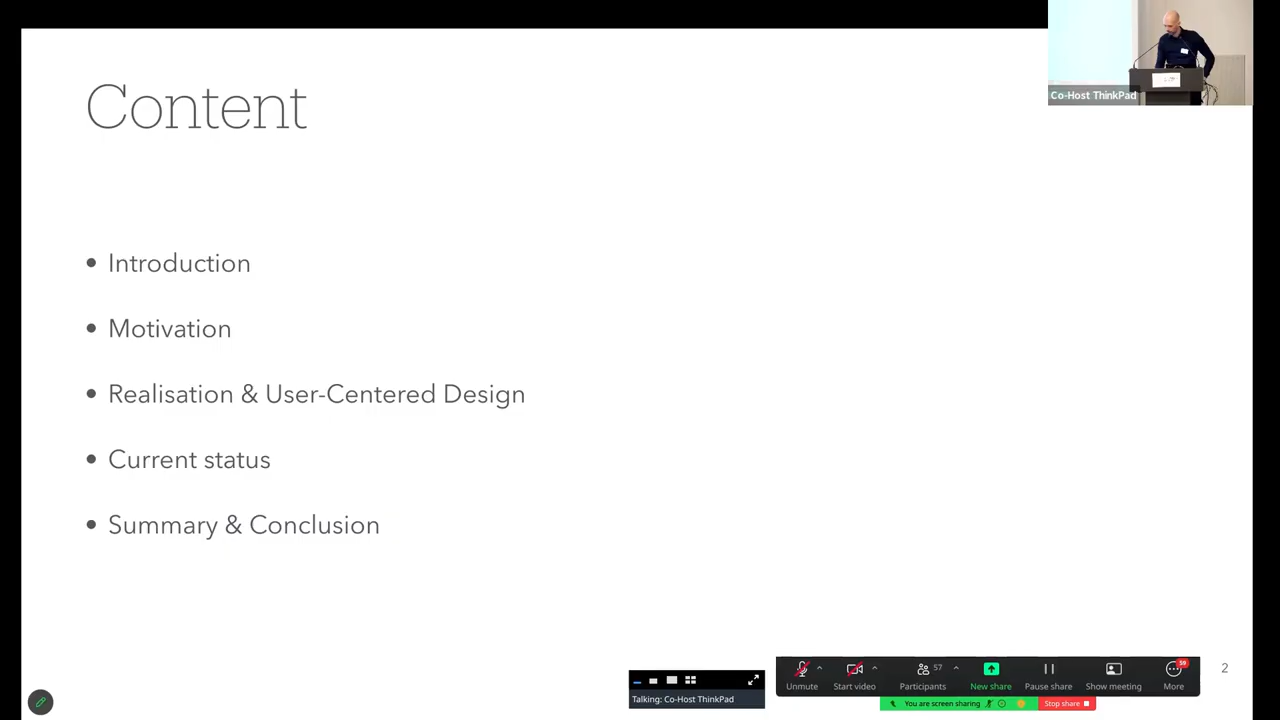 Content
Co-Host ThinkPad
• Introduction
• Motivation
• Realisation & User-Centered Design
• Current status
• Summary & Conclusion
2
57
59
Unmute
Start video
Participants
New share
Pause share
Show meeting
More
Talking: Co-Host ThinkPad
You are screen sharing
Stop share